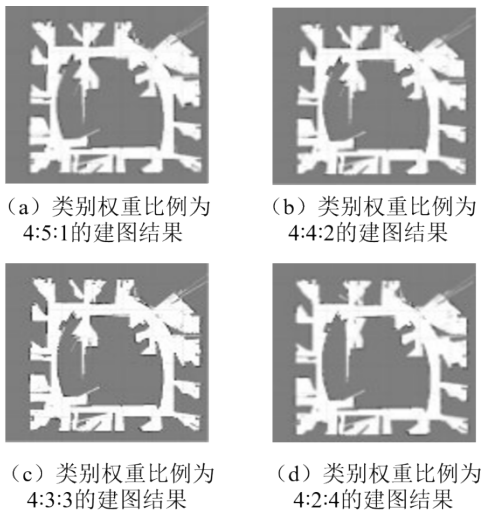 （a）类别权重比例为
4∶5∶1的建图结果
（b）类别权重比例为
4∶4∶2的建图结果
（c）类别权重比例为
4∶3∶3的建图结果
（d）类别权重比例为
4∶2∶4的建图结果